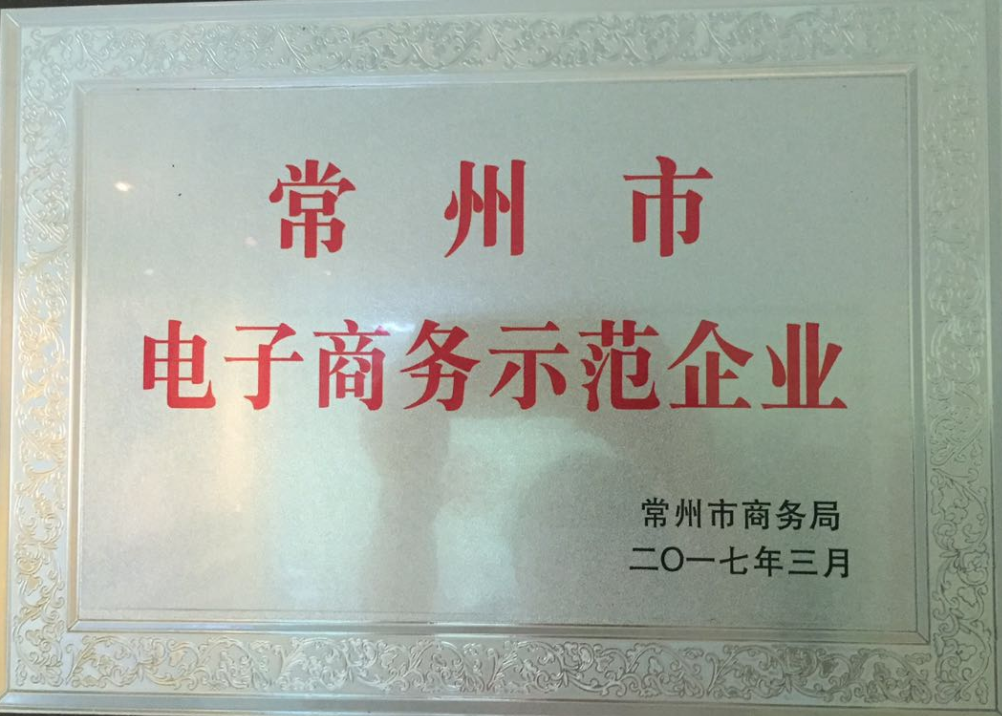 常州市
电子商务示范企业
常州市商务局
二〇一七年三月